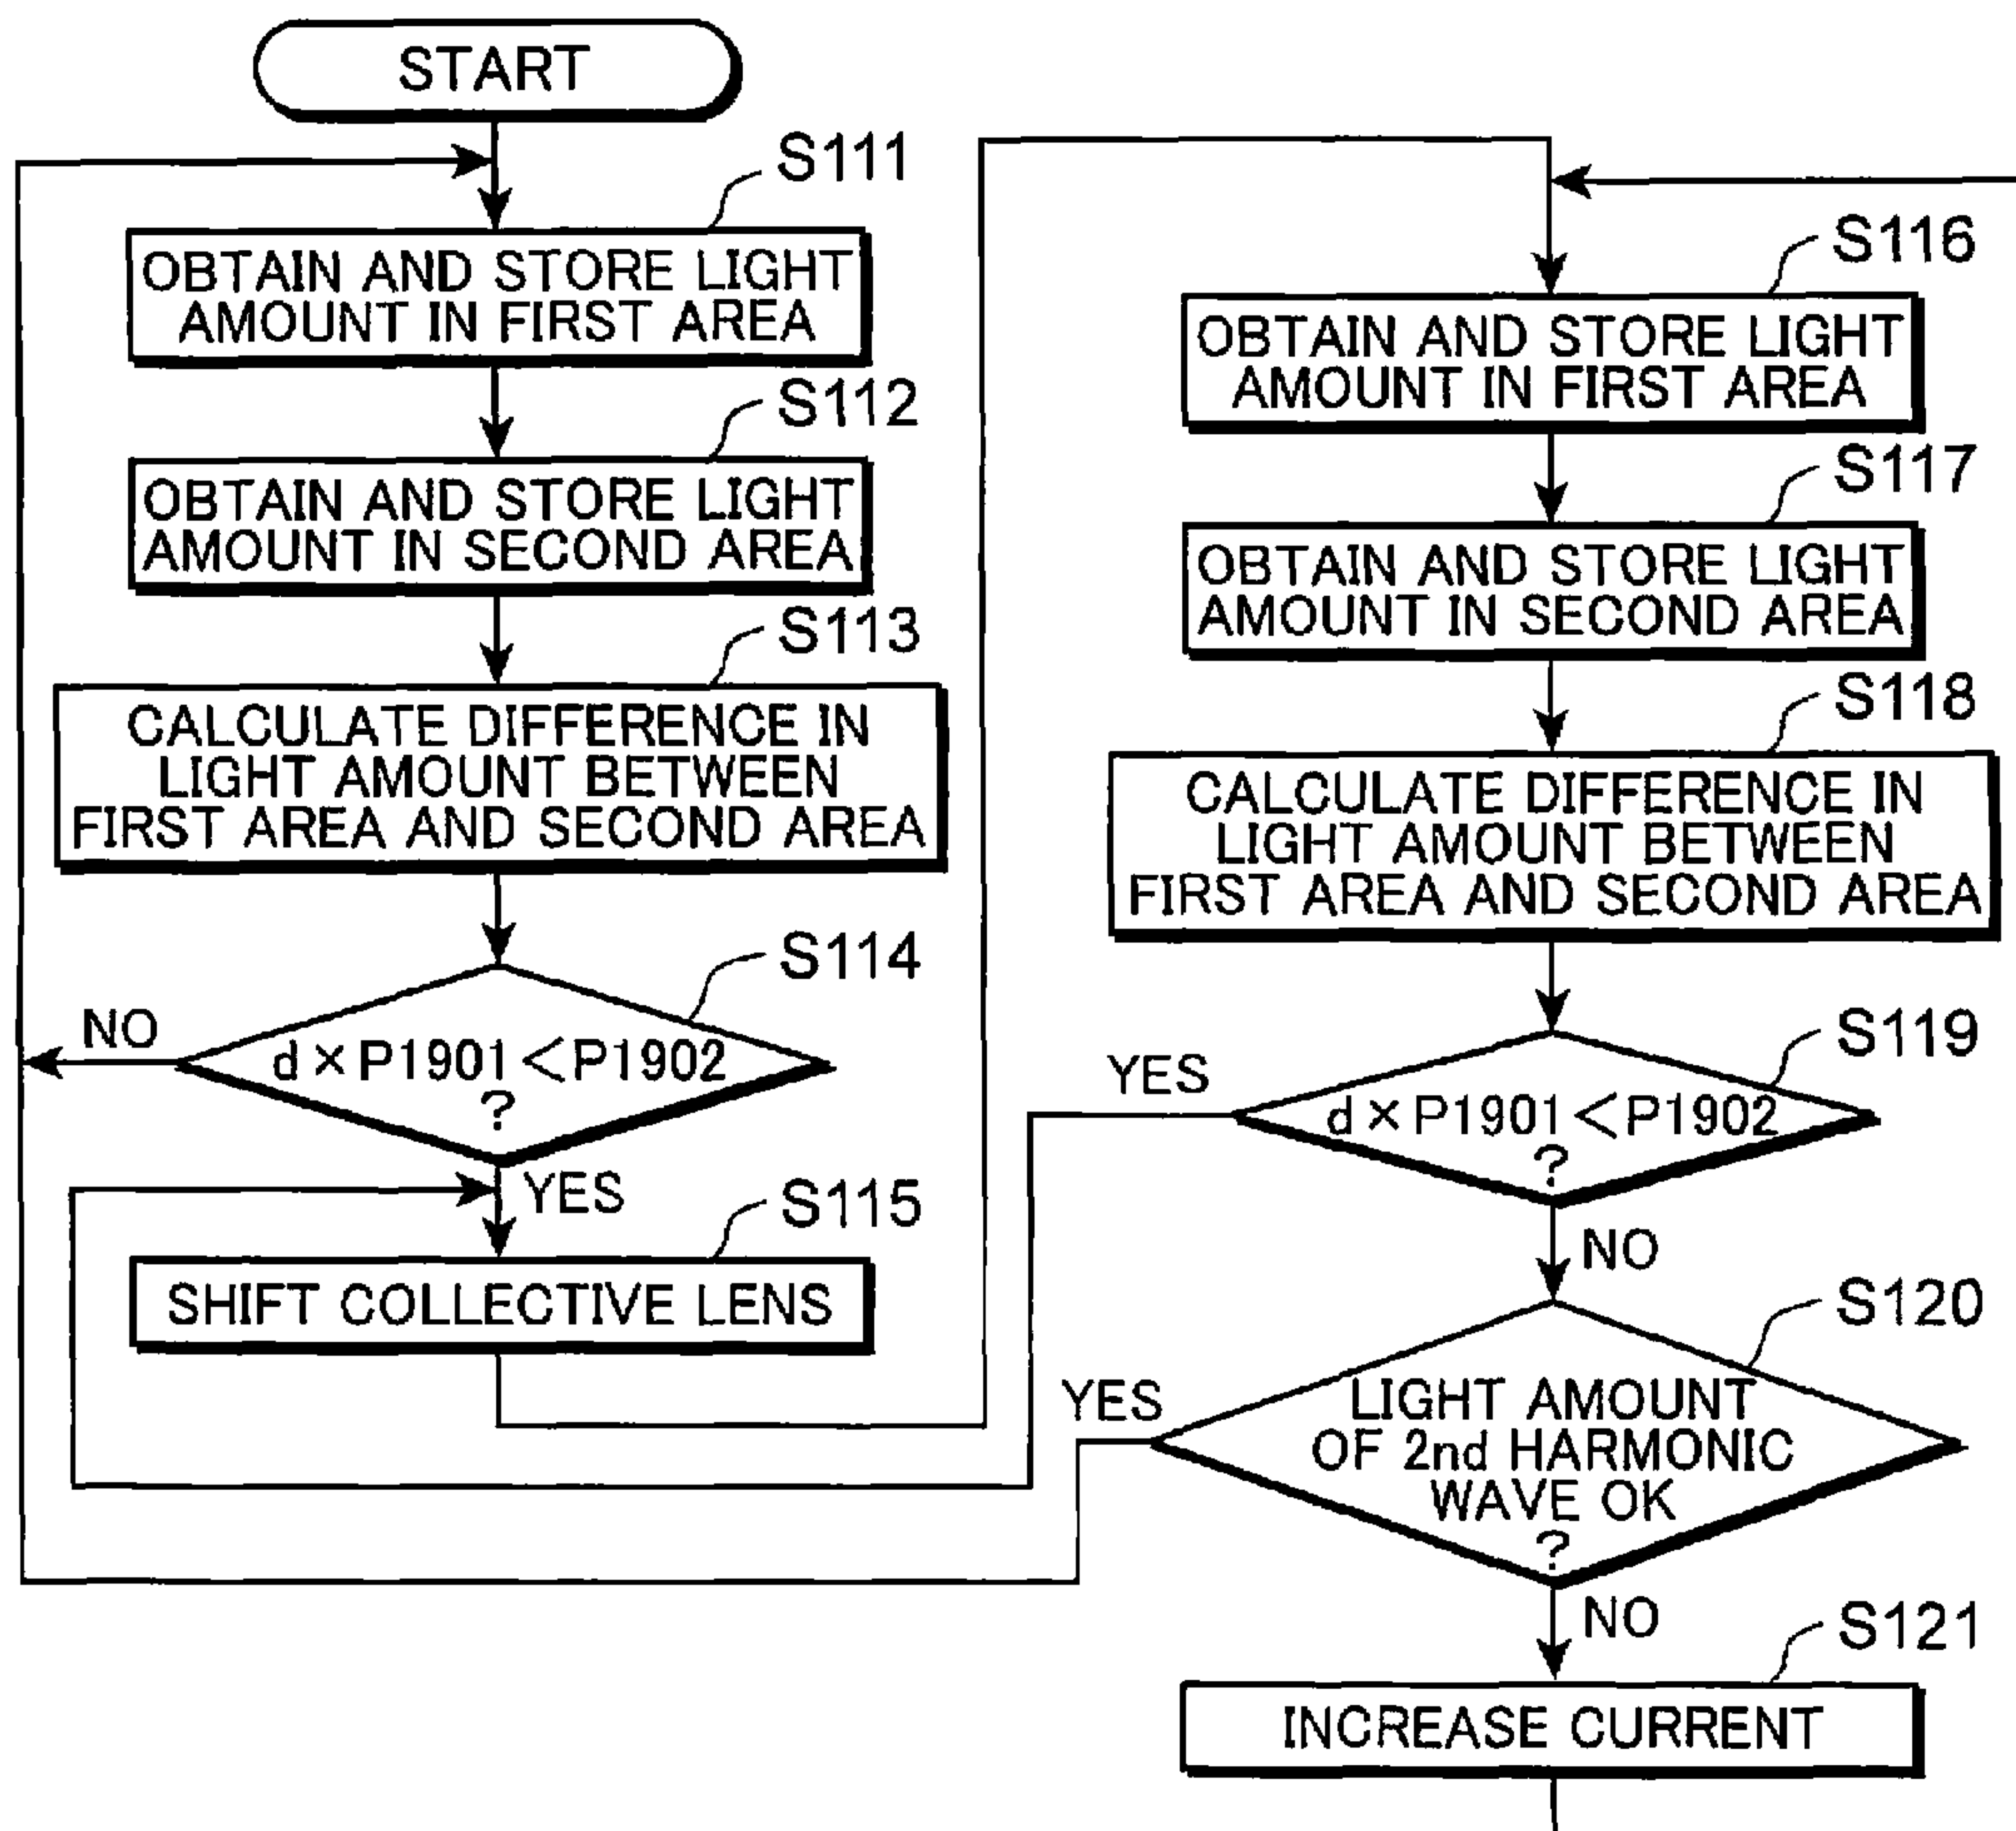 START
S111
OBTAIN AND STORE LIGHT
AMOUNT IN FIRST AREA
S112
OBTAIN AND STORE LIGHT
AMOUNT IN SECOND AREA
S113
CALCULATE DIFFERENCE IN
LIGHT AMOUNT BETWEEN
FIRST AREA AND SECOND AREA
S114
NO
d×P1901<P1902
?
YES
S115
SHIFT COLLECTIVE LENS
S116
OBTAIN AND STORE LIGHT
AMOUNT IN FIRST AREA
S117
OBTAIN AND STORE LIGHT
AMOUNT IN SECOND AREA
S118
CALCULATE DIFFERENCE IN
LIGHT AMOUNT BETWEEN
FIRST AREA AND SECOND AREA
S119
YES
d×P1901<P1902
?
NO
S120
YES
LIGHT AMOUNT
OF 2nd HARMONIC
WAVE OK
?
NO
S121
INCREASE CURRENT